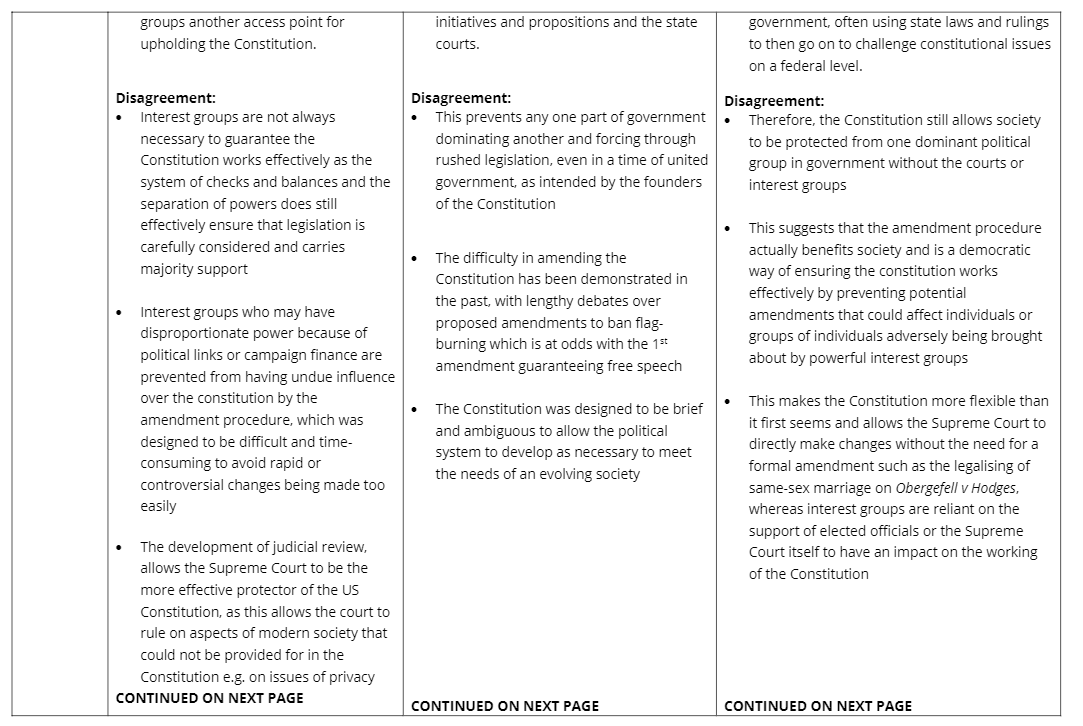 groups another access point for
upholding the Constitution.
Disagreement:
• Interest groups are not always
necessary to guarantee the
Constitution works effectively as the
system of checks and balances and the
separation of powers does still
effectively ensure that legislation is
carefully considered and carries
majority support
• Interest groups who may have
disproportionate power because of
political links or campaign finance are
prevented from having undue influence
over the constitution by the
amendment procedure, which was
designed to be difficult and time-
consuming to avoid rapid or
controversial changes being made too
easily
• The development of judicial review,
allows the Supreme Court to be the
more effective protector of the US
Constitution, as this allows the court to
rule on aspects of modern society that
could not be provided for in the
Constitution e.g. on issues of privacy
CONTINUED ON NEXT PAGE
initiatives and propositions and the state
courts.
Disagreement:
• This prevents any one part of government
dominating another and forcing through
rushed legislation, even in a time of united
government, as intended by the founders
of the Constitution
• The difficulty in amending the
Constitution has been demonstrated in
the past, with lengthy debates over
proposed amendments to ban flag-
burning which is at odds with the 1st
amendment guaranteeing free speech
• The Constitution was designed to be brief
and ambiguous to allow the political
system to develop as necessary to meet
the needs of an evolving society
CONTINUED ON NEXT PAGE
government, often using state laws and rulings
to then go on to challenge constitutional issues
on a federal level.
Disagreement:
• Therefore, the Constitution still allows society
to be protected from one dominant political
group in government without the courts or
interest groups
• This suggests that the amendment procedure
actually benefits society and is a democratic
way of ensuring the constitution works
effectively by preventing potential
amendments that could affect individuals or
groups of individuals adversely being brought
about by powerful interest groups
• This makes the Constitution more flexible than
it first seems and allows the Supreme Court to
directly make changes without the need for a
formal amendment such as the legalising of
same-sex marriage on Obergefell v Hodges,
whereas interest groups are reliant on the
support of elected officials or the Supreme
Court itself to have an impact on the working
of the Constitution
CONTINUED ON NEXT PAGE